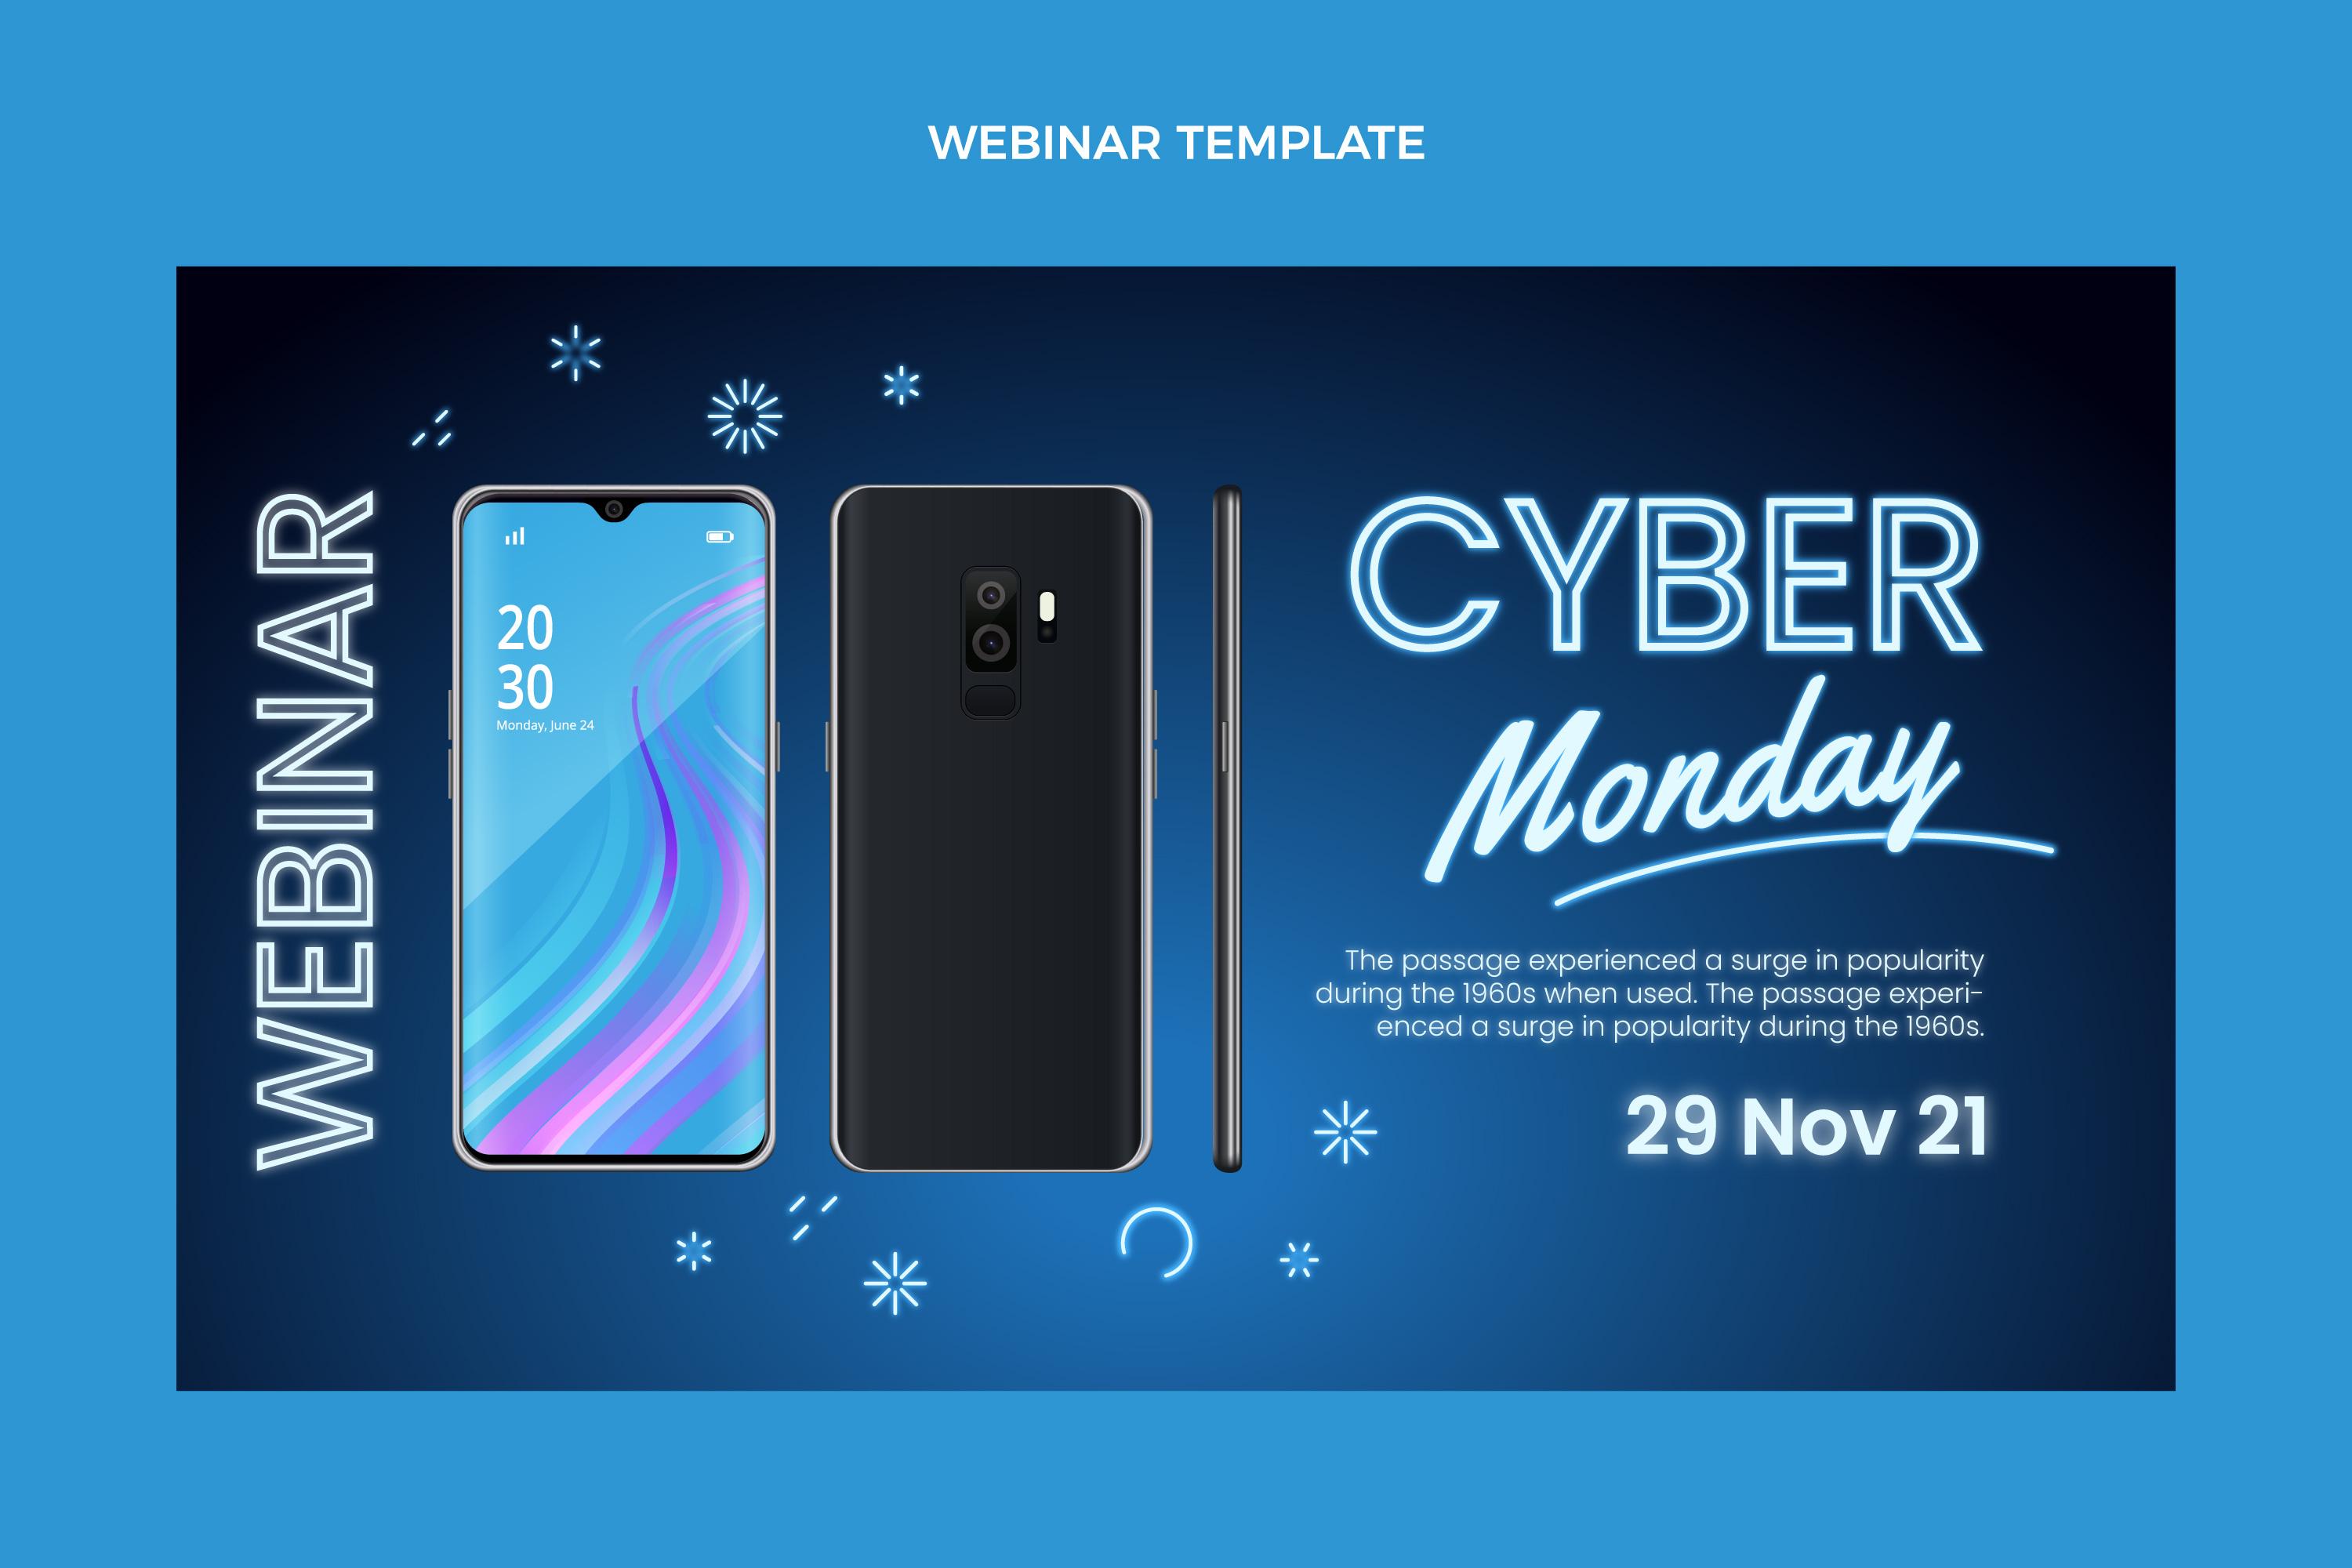 WEBINAR TEMPLATE
WEBINAR
20
30
Monday, June 24
CYBER
Monday
The passage experienced a surge in popularity
during the 1960s when used. The passage experi-
enced a surge in popularity during the 1960s.
29 Nov 21